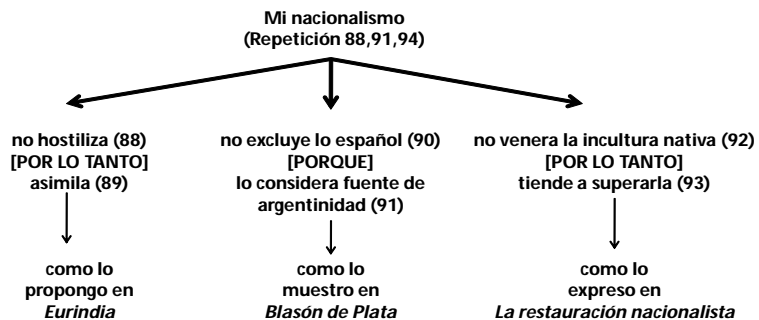 Mi nacionalismo
(Repetición 88,91,94)
no hostiliza (88)
[POR LO TANTO]
asimila (89)
como lo
propongo en
Eurindia
no excluye lo español (90)
[PORQUE]
lo considera fuente de
argentinidad (91)
como lo
muestro en
Blasón de Plata
no venera la incultura nativa (92)
[POR LO TANTO]
tiende a superarla (93)
como lo
expreso en
La restauración nacionalista